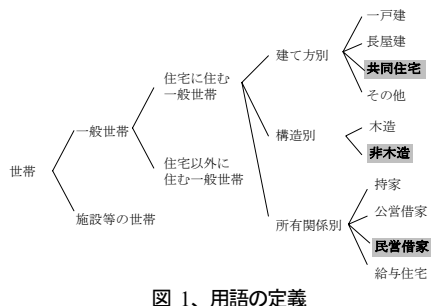 世帯
一般世帯
施設等の世帯
住宅に住む
一般世帯
住宅以外に
住む一般世帯
建て方別
構造別
所有関係別
一戸建
長屋建
共同住宅
その他
木造
非木造
持家
公営借家
民営借家
給与住宅
図 1、用語の定義